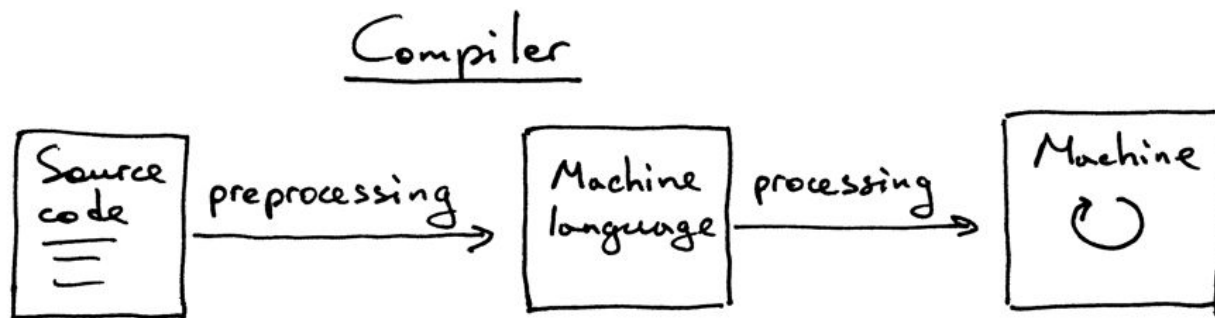 Compiler
Source
code
preprocessing
Machine
language
processing
Machine